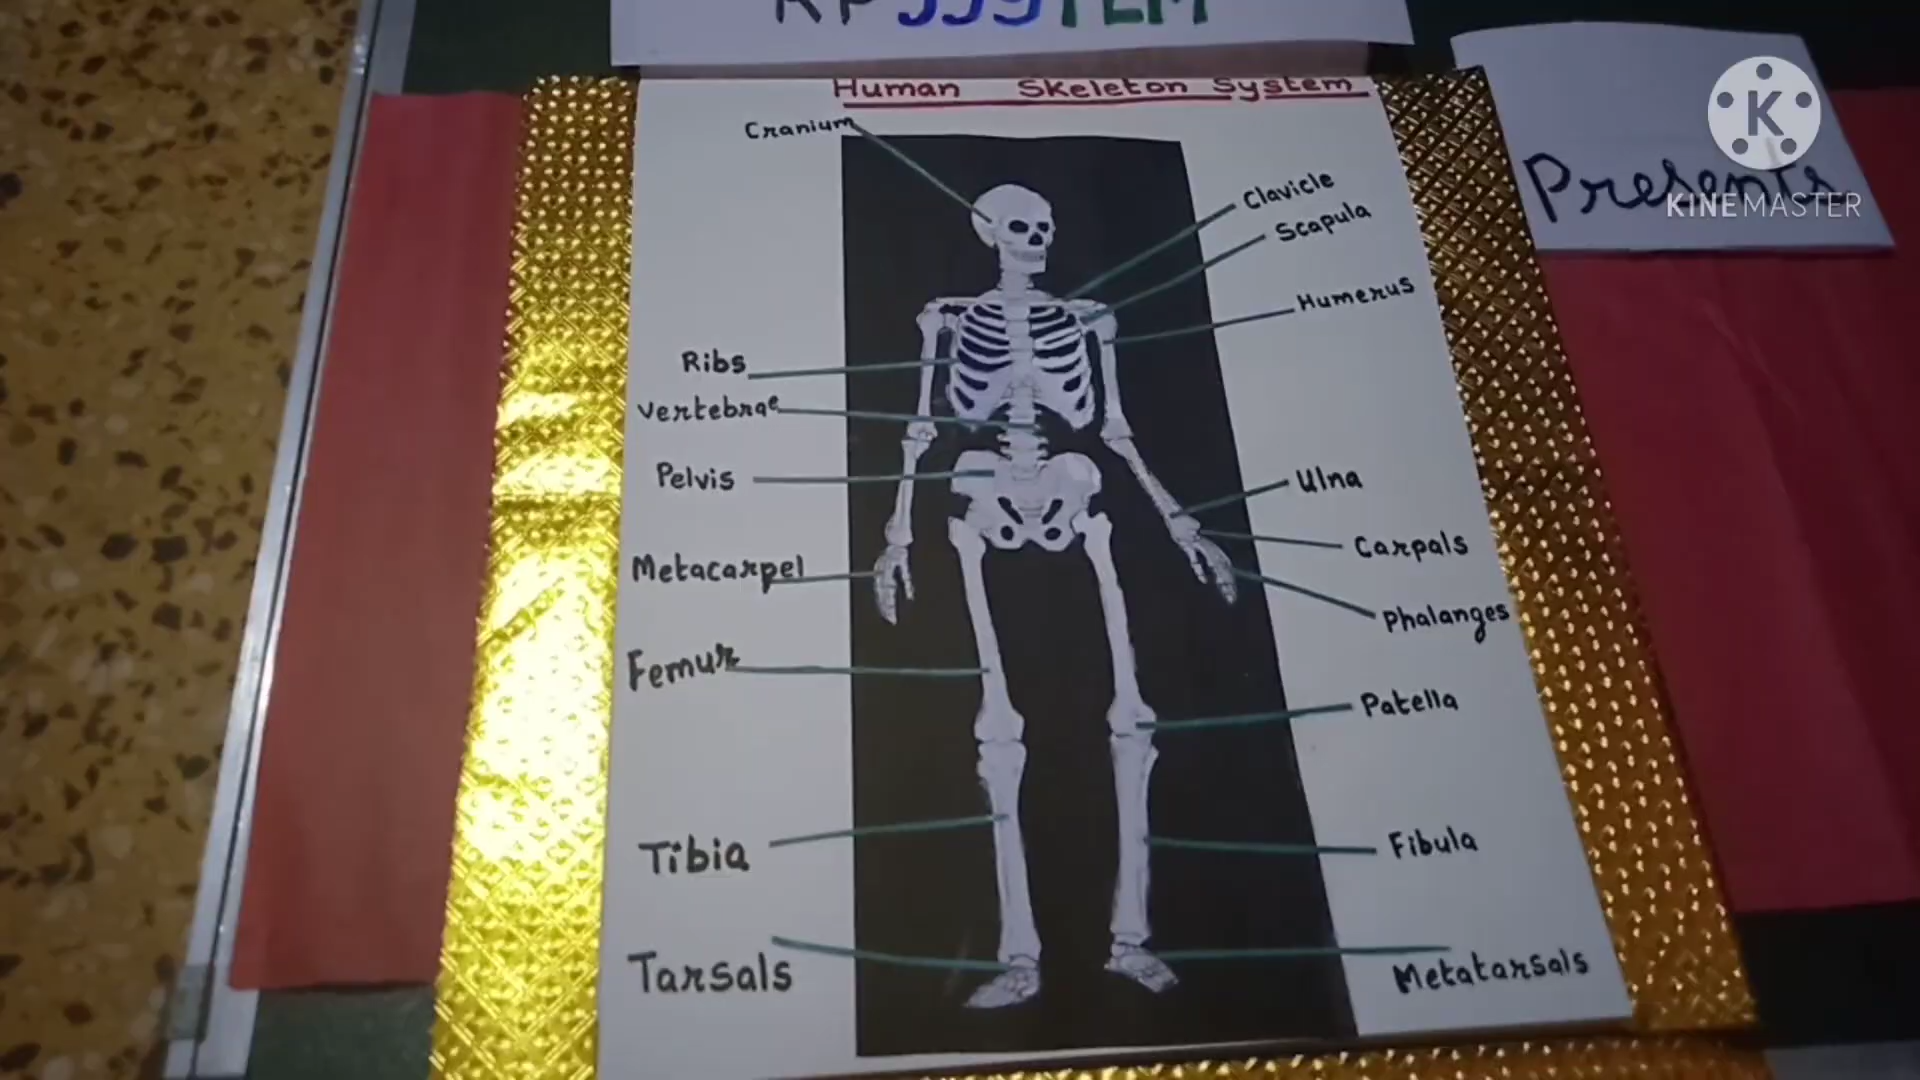 Human Skeleton System
Cranium
Clavicle
Scapula
Humerus
Ribs
Vertebrae
Pelvis
Ulna
Carpals
Metacarpel
Phalanges
Femur
Patella
Tibia
Fibula
Tarsals
Metatarsals
Presents
K
KINEMASTER